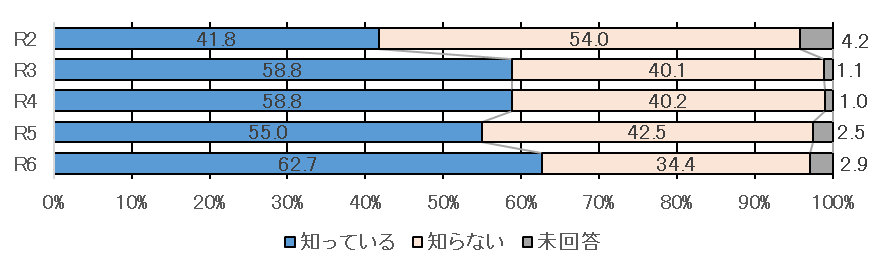 R2 41.8 54.0 4.2
R3 58.8 40.1 1.1
R4 58.8 40.2 1.0
R5 55.0 42.5 2.5
R6 62.7 34.4 2.9
0% 10% 20% 30% 40% 50% 60% 70% 80% 90% 100%
知っている 知らない 未回答